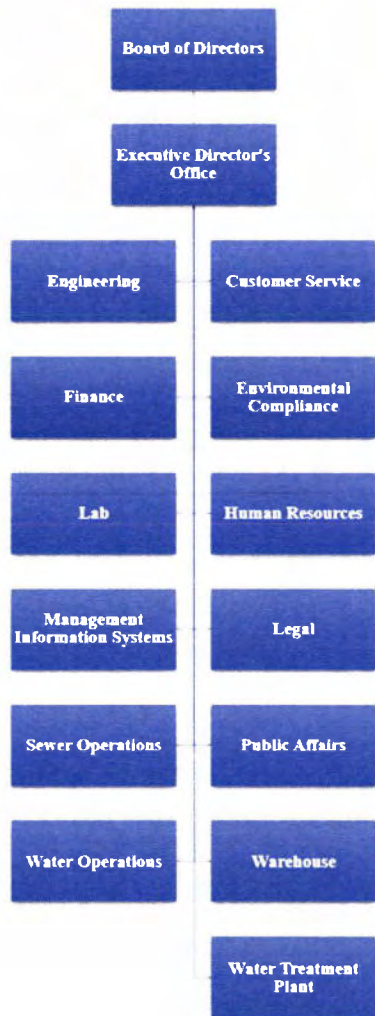 Board of Directors
Executive Director's
Office
Engineering
Customer Service
Finance
Environmental
Compliance
Lab
Human Resources
Management
Information Systems
Legal
Sewer Operations
Public Affairs
Water Operations
Warehouse
Water Treatment
Plant